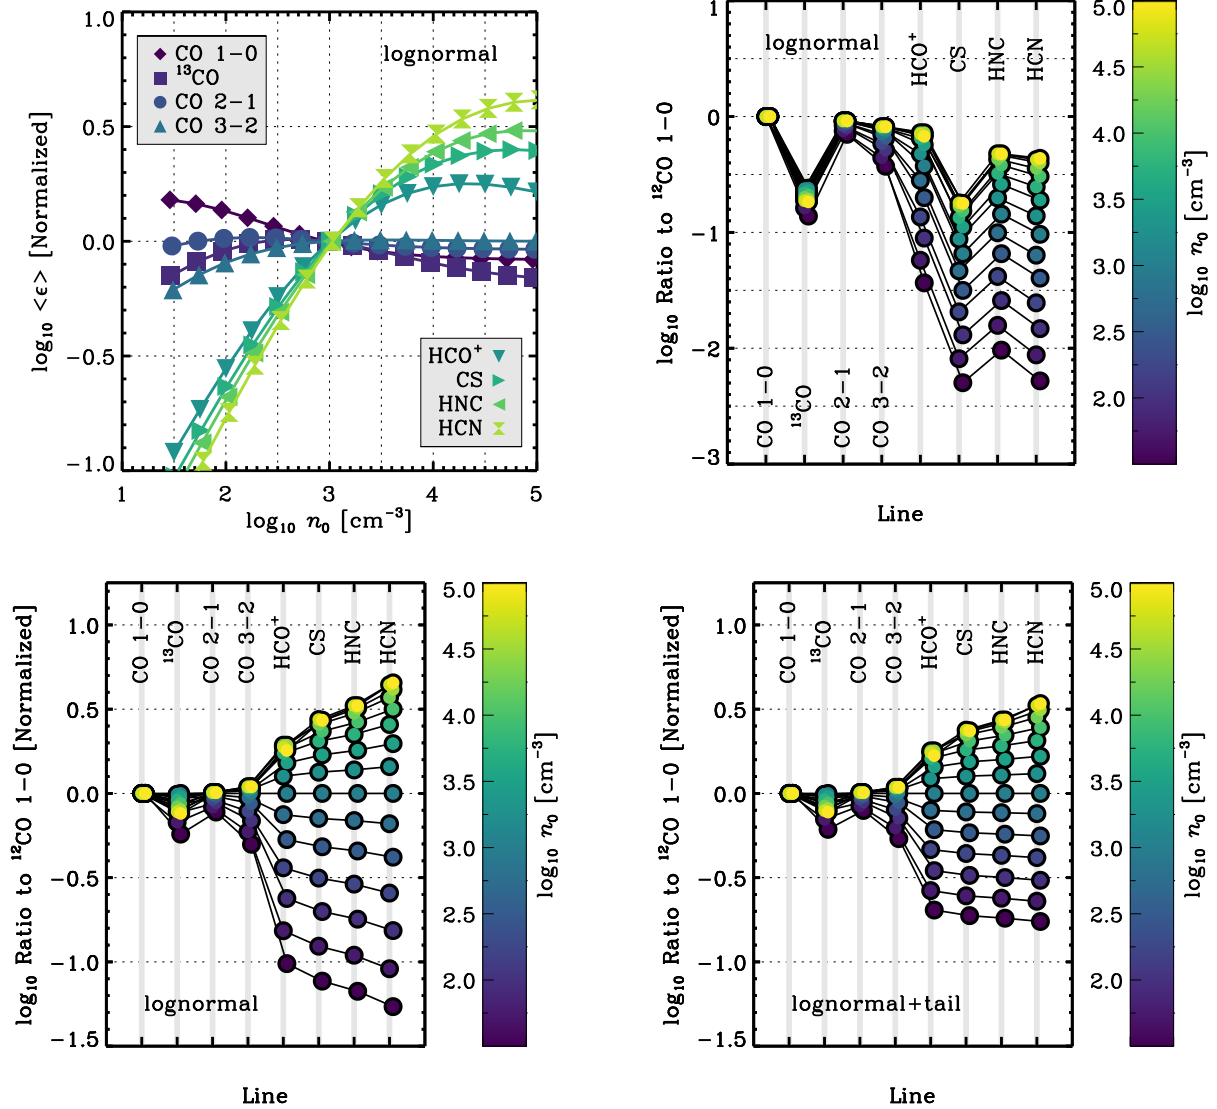 1.0
0.5
0.0
−0.5
−1.0
log₁₀ <ϵ> [Normalized]
CO 1−0
¹³CO
CO 2−1
CO 3−2
lognormal
HCO⁺
CS
HNC
HCN
1 2 3 4 5
log₁₀ n₀ [cm⁻³]
1
0
−1
−2
−3
log₁₀ Ratio to ¹²CO 1−0
lognormal
HCO⁺
CS
HNC
HCN
CO 1−0
¹³CO
CO 2−1
CO 3−2
Line
5.0
4.5
4.0
3.5
3.0
2.5
2.0
log₁₀ n₀ [cm⁻³]
1.0
0.5
0.0
−0.5
−1.0
−1.5
log₁₀ Ratio to ¹²CO 1−0 [Normalized]
CO 1−0
¹³CO
CO 2−1
CO 3−2
HCO⁺
CS
HNC
HCN
lognormal
Line
5.0
4.5
4.0
3.5
3.0
2.5
2.0
log₁₀ n₀ [cm⁻³]
1.0
0.5
0.0
−0.5
−1.0
−1.5
log₁₀ Ratio to ¹²CO 1−0 [Normalized]
CO 1−0
¹³CO
CO 2−1
CO 3−2
HCO⁺
CS
HNC
HCN
lognormal+tail
Line
5.0
4.5
4.0
3.5
3.0
2.5
2.0
log₁₀ n₀ [cm⁻³]